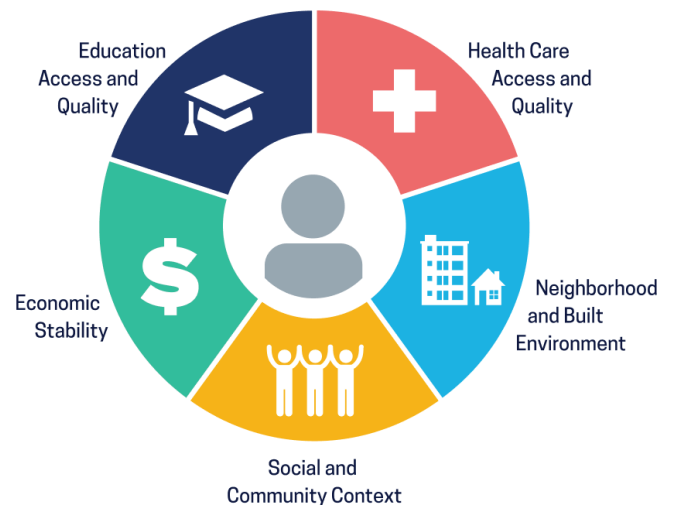 Education
Access and
Quality
Health Care
Access and
Quality
Economic
Stability
Neighborhood
and Built
Environment
Social and
Community Context